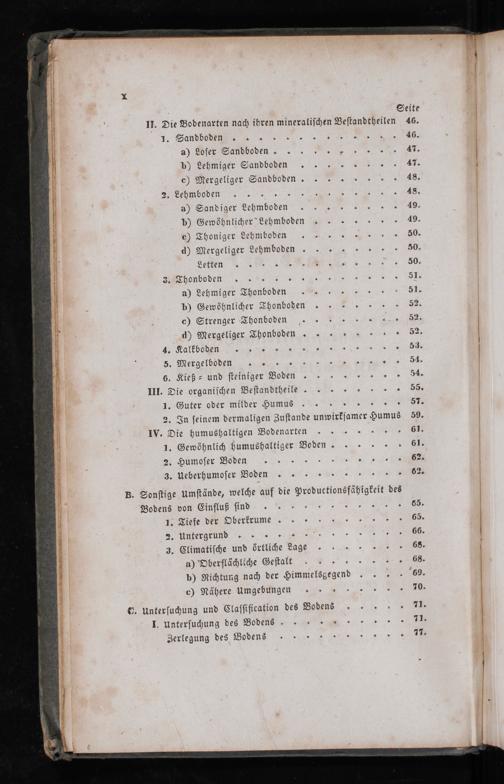 X
Seite
II. Die Bodenarten nach ihren mineralischen Bestandtheilen 46.
1. Sandboden . . . . . . . . . . . . . 46.
a) Loser Sandboden . . . . . . . . . . 47.
b) Lehmiger Sandboden . . . . . . . . 47.
c) Mergeliger Sandboden . . . . . . . . 48.
2. Lehmboden . . . . . . . . . . . . . 48.
a) Sandiger Lehmboden . . . . . . . . 49.
b) Gewöhnlicher Lehmboden . . . . . . . 49.
c) Thoniger Lehmboden . . . . . . . . 50.
d) Mergeliger Lehmboden . . . . . . . . 50.
Letten . . . . . . . . . . . . 50.
3. Thonboden . . . . . . . . . . . . . 51.
a) Lehmiger Thonboden . . . . . . . . 51.
b) Gewöhnlicher Thonboden . . . . . . . 52.
c) Strenger Thonboden . . . . . . . . 52.
d) Mergeliger Thonboden . . . . . . . . 52.
4. Kalkboden . . . . . . . . . . . . . 53.
5. Mergelboden . . . . . . . . . . . . 54.
6. Kieß- und steiniger Boden . . . . . . . . 54.
III. Die organischen Bestandtheile . . . . . . . . 55.
1. Guter oder milder Humus . . . . . . . . 57.
2. In seinem dermaligen Zustande unwirksamer Humus 59.
IV. Die humushaltigen Bodenarten . . . . . . . 61.
1. Gewöhnlich humushaltiger Boden . . . . . . 61.
2. Humoser Boden . . . . . . . . . . . 62.
3. Ueberhumoser Boden . . . . . . . . . . 62.
B. Sonstige Umstände, welche auf die Productionsfähigkeit des
Bodens von Einfluß sind . . . . . . . . . . . 65.
1. Tiefe der Oberkrume . . . . . . . . . . 65.
2. Untergrund . . . . . . . . . . . . . 66.
3. Climatische und örtliche Lage . . . . . . . 68.
a) Oberflächliche Gestalt . . . . . . . . . 68.
b) Richtung nach der Himmelsgegend . . . . 69.
c) Nähere Umgebungen . . . . . . . . 70.
C. Untersuchung und Classification des Bodens . . . . . 71.
I. Untersuchung des Bodens . . . . . . . . . . 71.
Zerlegung des Bodens . . . . . . . . . . 77.